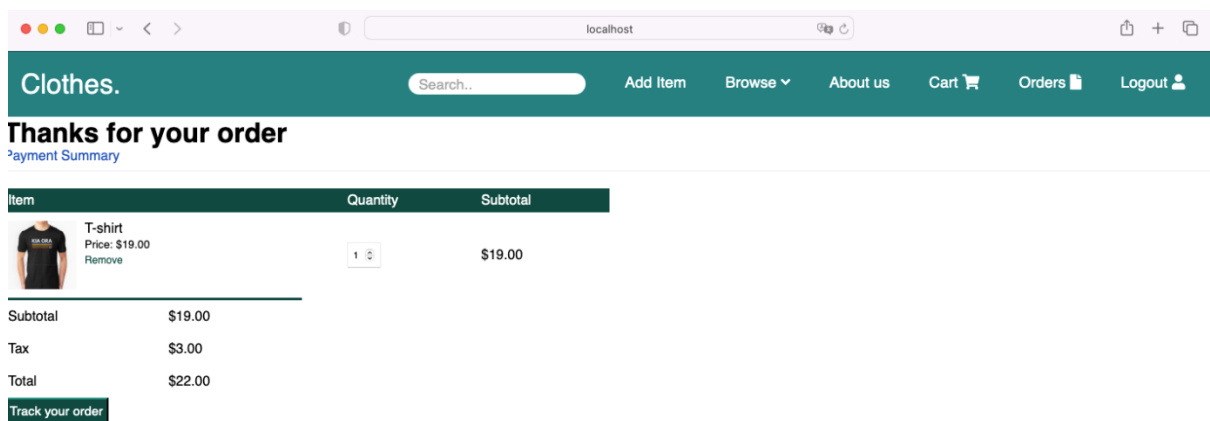 localhost
Clothes.
Search..
Add Item
Browse
About us
Cart
Orders
Logout
Thanks for your order
Payment Summary
Item Quantity Subtotal
T-shirt
Price: $19.00
Remove
KIA ORA
1
$19.00
Subtotal $19.00
Tax $3.00
Total $22.00
Track your order